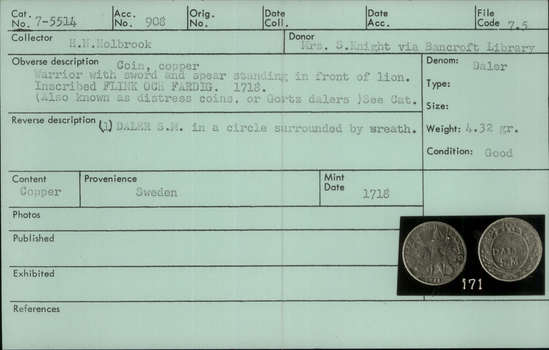 Cat. No. 7-5514 Acc. No. 908 Orig. No. Date Coll. Date Acc. File Code 7.5
Collector H.N.Holbrook Donor Mrs. S.Knight via Bancroft Library
Obverse description Coin, copper
Warrior with sword and spear standing in front of lion.
Inscribed FLINK OCH FARDIG. 1718.
(Also known as distress coins, or Gortz dalers )See Cat.
Denom: Daler
Type:
Size:
Weight: 4.32 gr.
Condition: Good
Reverse description (1) DALER S.M. in a circle surrounded by wreath.
Content Copper
Provenience Sweden
Mint Date 1718
Photos
Published
Exhibited
References
171